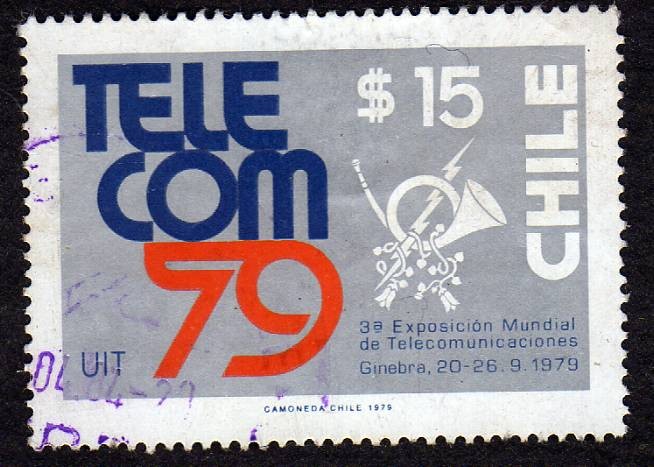 TELE
COM
79
$ 15
CHILE
3ª Exposición Mundial
de Telecomunicaciones
Ginebra, 20-26.9.1979
UIT
CAMONEDA CHILE 1979